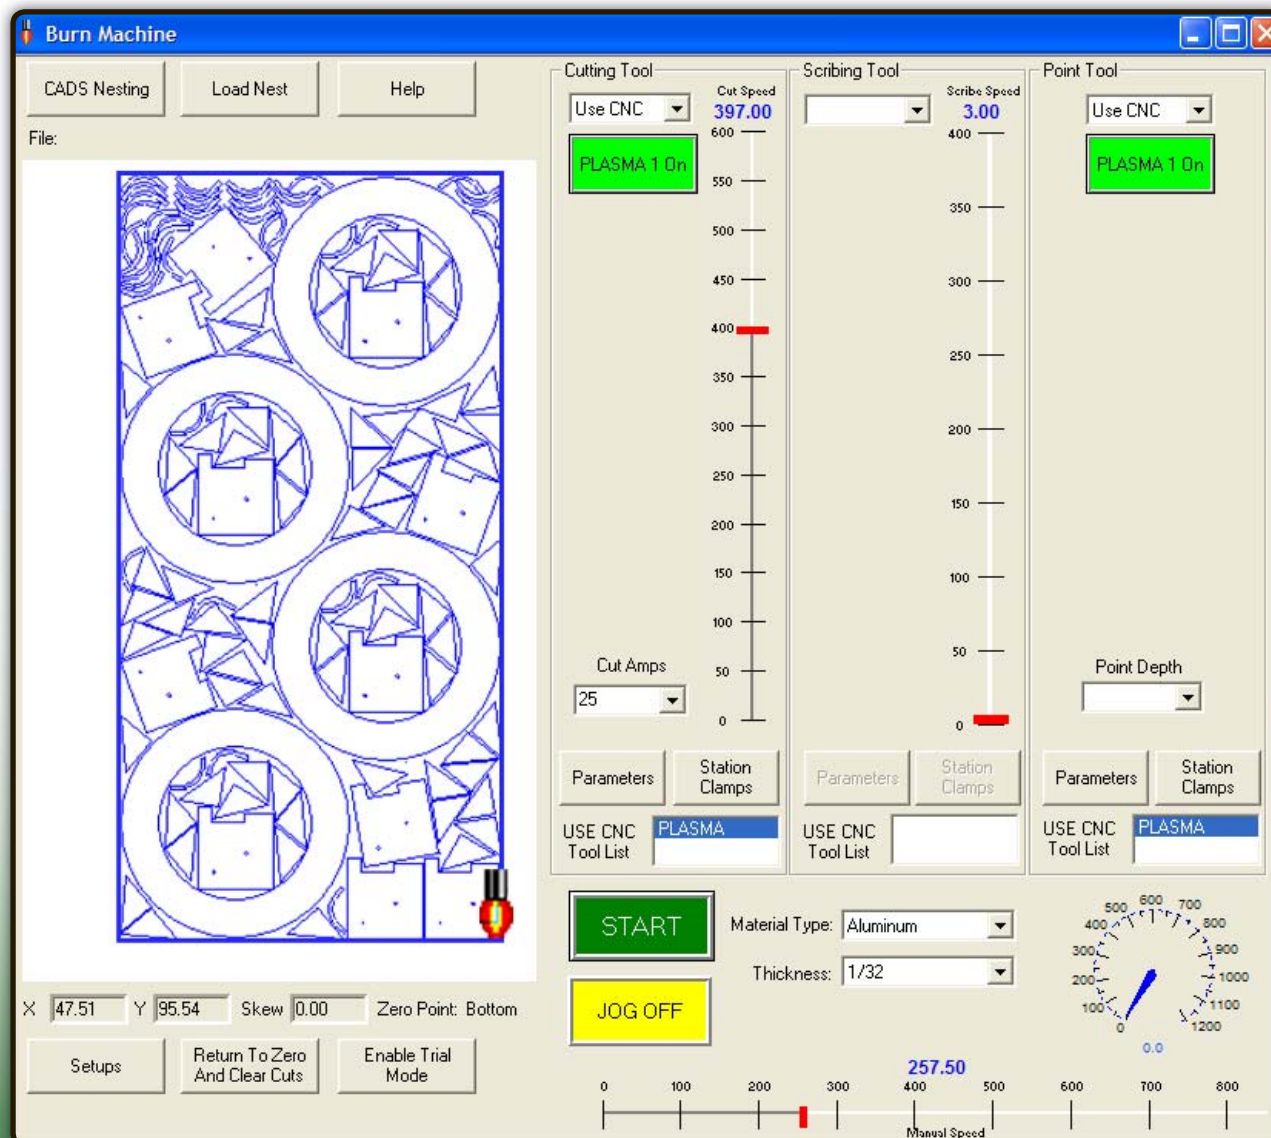 Burn Machine
CADS Nesting
Load Nest
Help
File:
Cutting Tool
Use CNC
Cut Speed
397.00
PLASMA 1 On
600
550
500
450
400
350
300
250
200
150
100
50
0
Cut Amps
25
Parameters
Station
Clamps
USE CNC
Tool List
PLASMA
Scribing Tool
Scribe Speed
3.00
400
350
300
250
200
150
100
50
0
Parameters
Station
Clamps
USE CNC
Tool List
Point Tool
Use CNC
PLASMA 1 On
Point Depth
Parameters
Station
Clamps
USE CNC
Tool List
PLASMA
START
JOG OFF
Material Type: Aluminum
Thickness: 1/32
0
100
200
300
400
500
600
700
800
900
1000
1100
1200
0.0
X 47.51 Y 95.54 Skew 0.00 Zero Point: Bottom
Setups
Return To Zero
And Clear Cuts
Enable Trial
Mode
257.50
0 100 200 300 400 500 600 700 800
Manual Speed